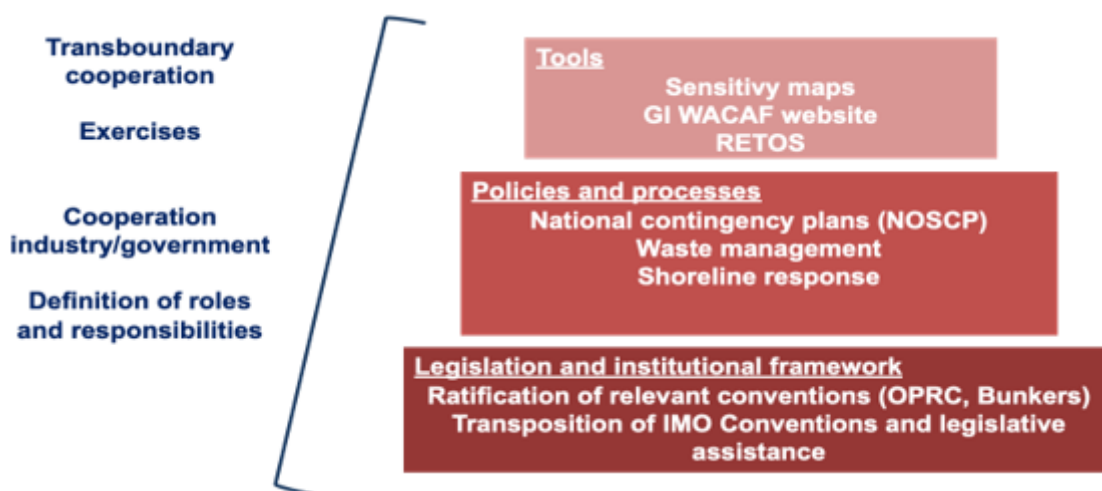 Transboundary
cooperation
Exercises
Cooperation
industry/government
Definition of roles
and responsibilities
Tools
Sensitivy maps
GI WACAF website
RETOS
Policies and processes
National contingency plans (NOSCP)
Waste management
Shoreline response
Legislation and institutional framework
Ratification of relevant conventions (OPRC, Bunkers)
Transposition of IMO Conventions and legislative
assistance